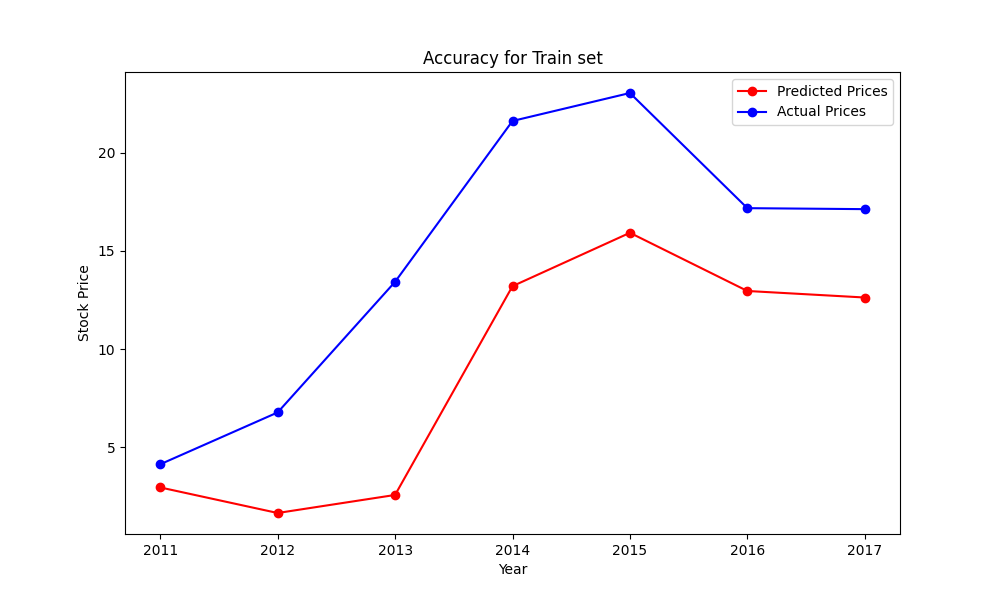 Accuracy for Train set
Predicted Prices
Actual Prices
20
15
10
5
Stock Price
2011 2012 2013 2014 2015 2016 2017
Year